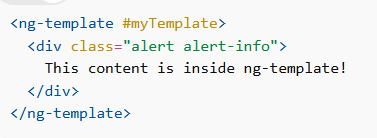 <ng-template #myTemplate>
  <div class="alert alert-info">
    This content is inside ng-template!
  </div>
</ng-template>